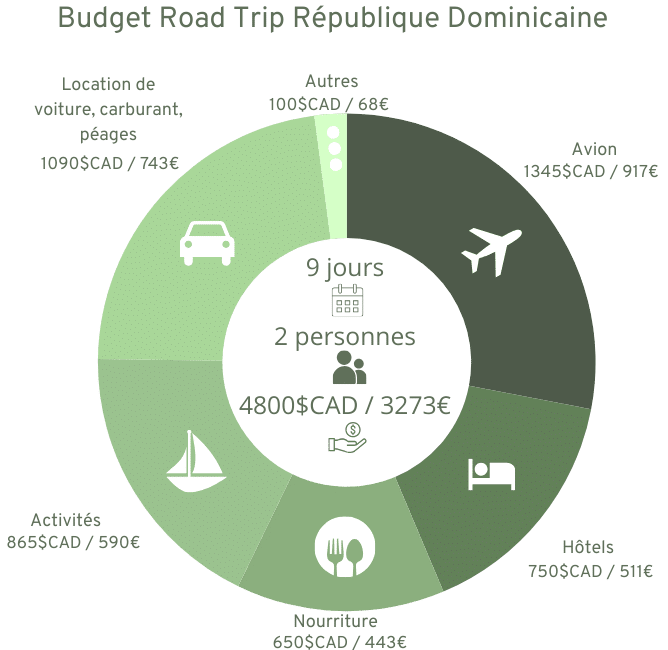 Budget Road Trip République Dominicaine
Location de
voiture, carburant,
péages
1090$CAD / 743€
Autres
100$CAD / 68€
Avion
1345$CAD / 917€
9 jours
2 personnes
4800$CAD / 3273€
$
Activités
865$CAD / 590€
Hôtels
750$CAD / 511€
Nourriture
650$CAD / 443€